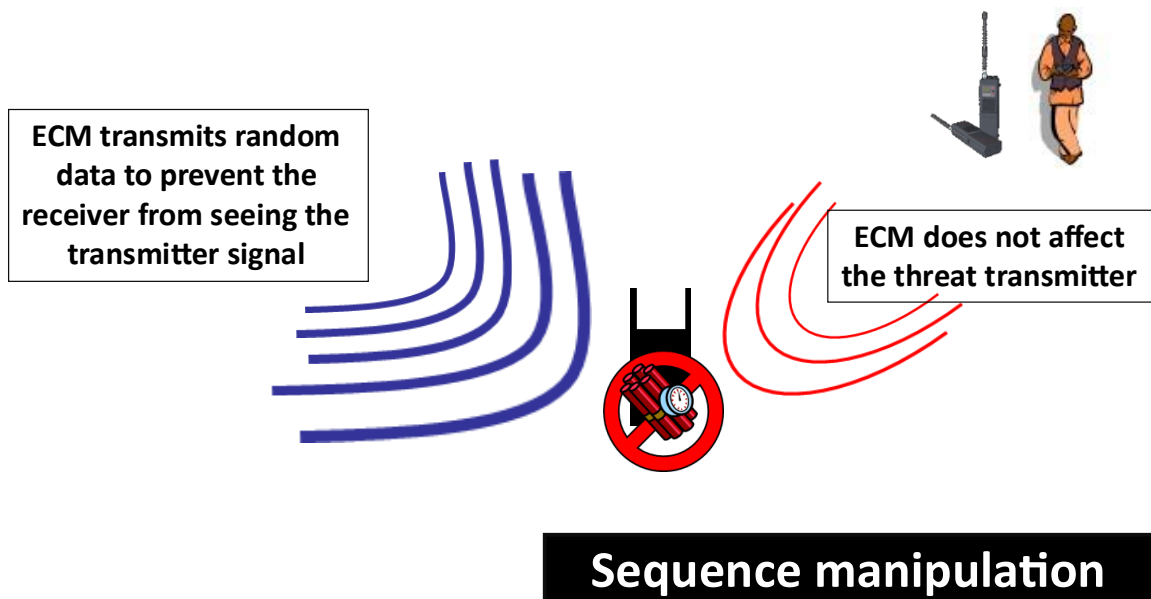 ECM transmits random
data to prevent the
receiver from seeing the
transmitter signal
ECM does not affect
the threat transmitter
Sequence manipulation